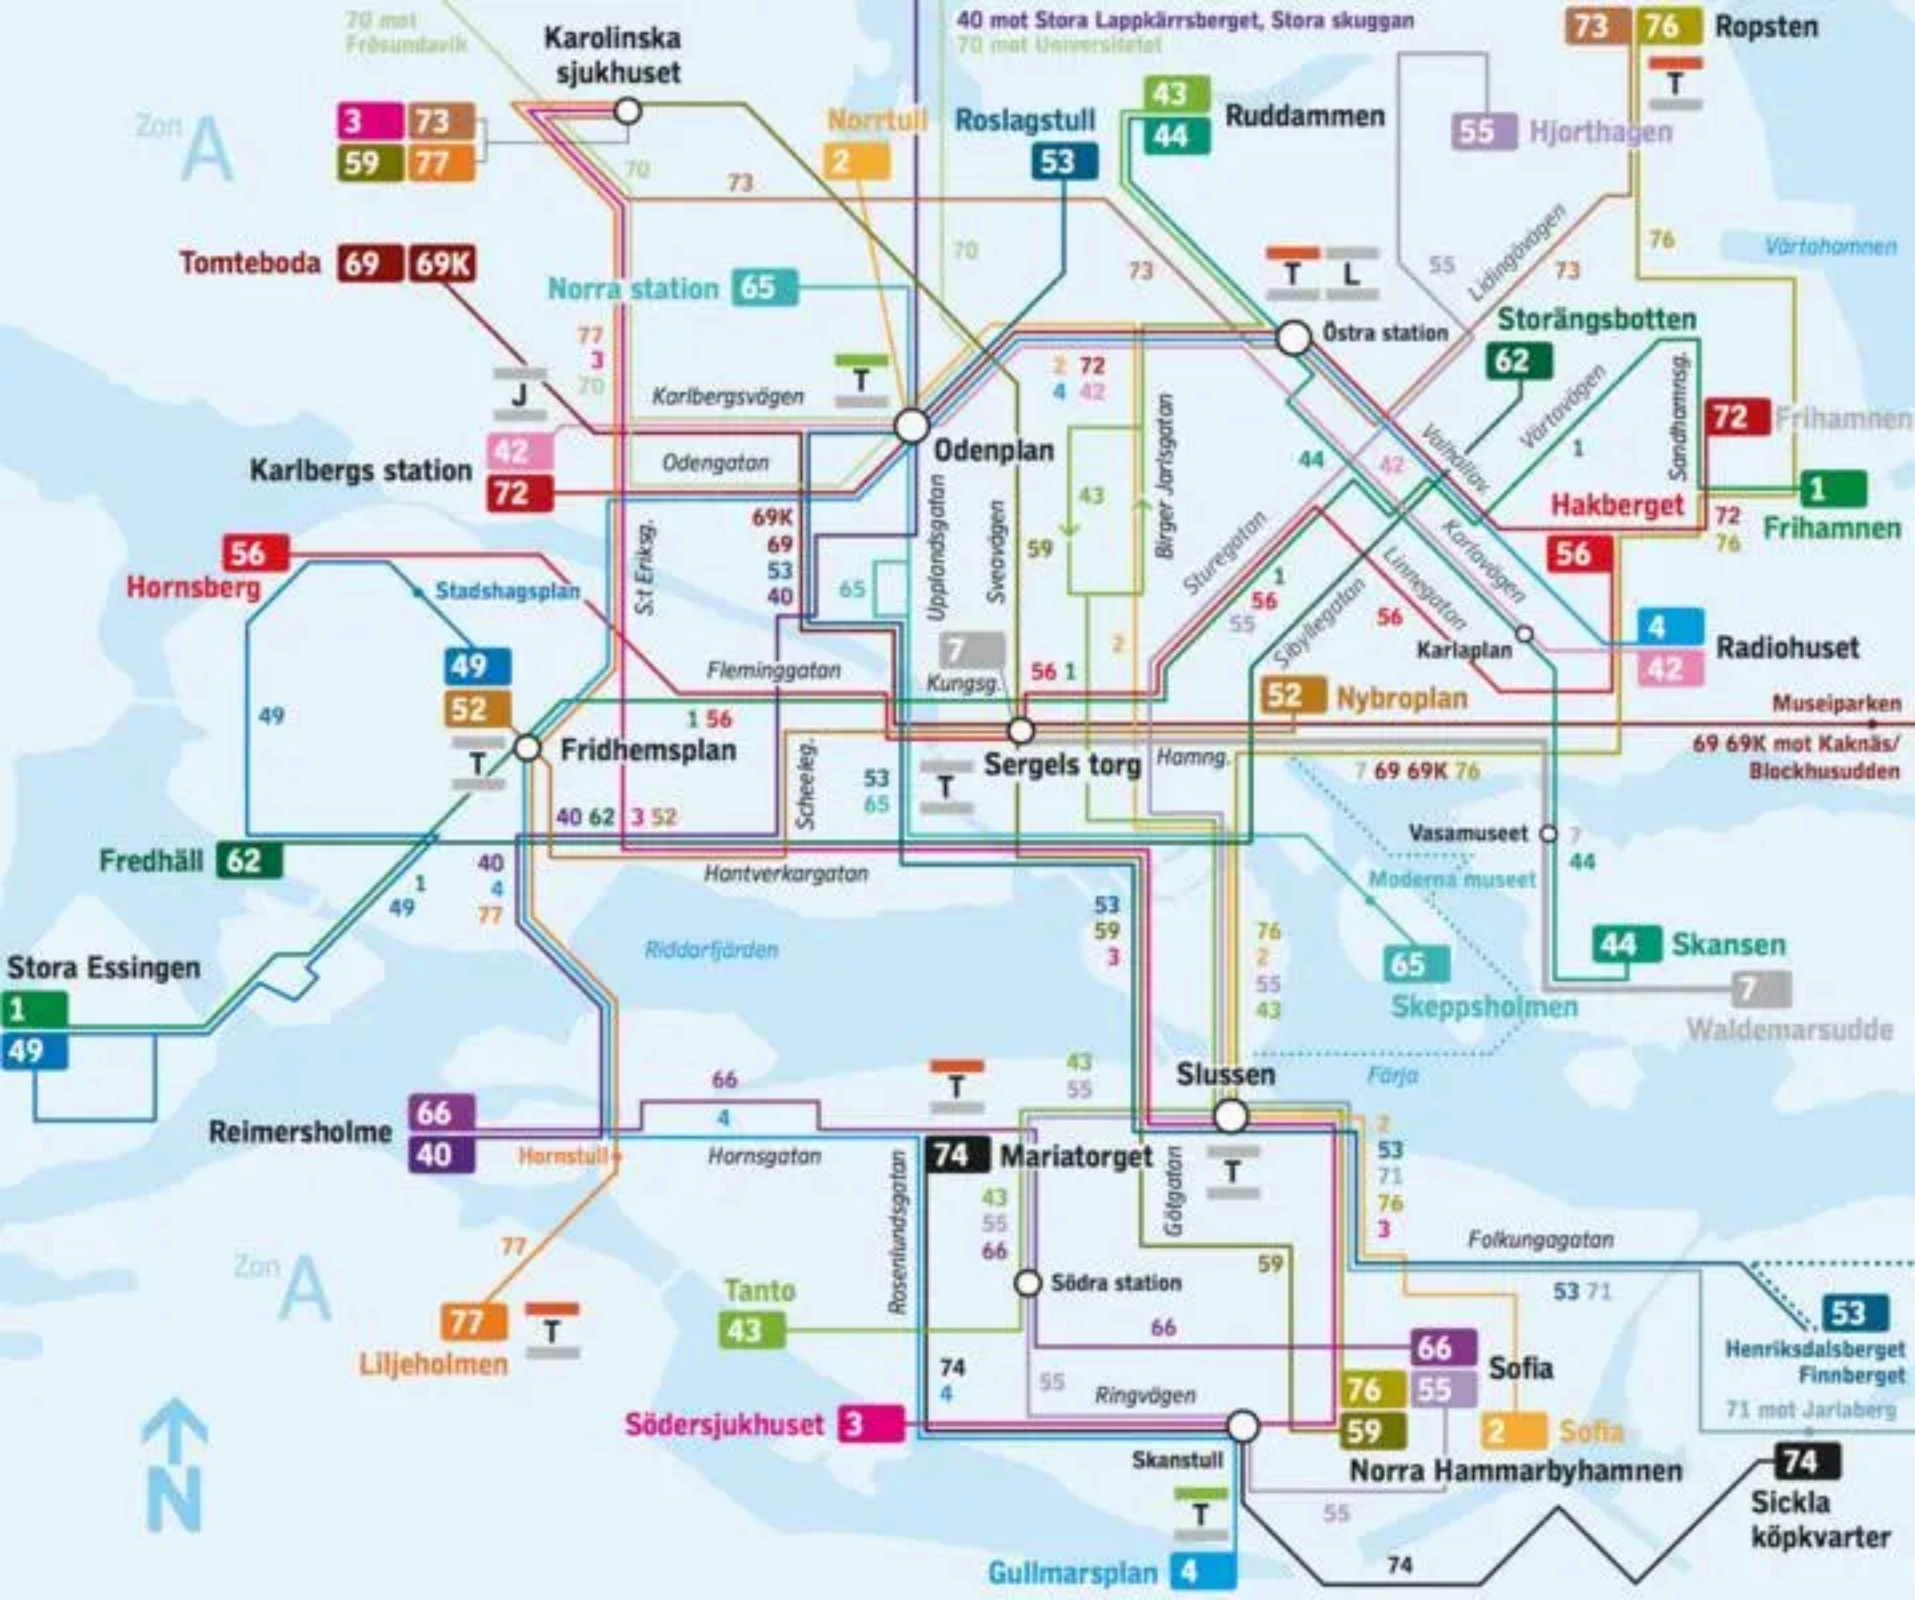 70 mot
Frösundavik
40 mot Stora Lappkärrsberget, Stora skuggan
70 mot Universitetet
Karolinska
sjukhuset
73 76 Ropsten
T
3 73
59 77
Zon
A
Norrtull
2
Roslagstull
53
43
44
Ruddammen
55 Hjorthagen
70
73
70
73
55
Lidingövägen
73
76
Värtahamnen
Tomteboda 69 69K
Norra station 65
T L
Östra station
Storängsbotten
62
77
3
70
J
T
Karlbergsvägen
2 72
4 42
Birger Jarlsgatan
Valhallav.
Värtavägen
1
Sandhamnsg.
72 Frihamnen
42
72
Karlbergs station
Odengatan
Odenplan
44
42
43
1
Frihamnen
Hakberget
56
72
76
56
Hornsberg
Stadshagsplan
S:t Eriksg.
69K
69
53
40
65
Upplandsgatan
Sveavägen
59
Sturegatan
1
56
55
Sibyllegatan
Linnégatan
56
Karlavägen
Karlaplan
4
42
Radiohuset
49
52
49
T
Fridhemsplan
Fleminggatan
1 56
7
Kungsg.
56 1
2
52 Nybroplan
Museiparken
69 69K mot Kaknäs/
Blockhusudden
Sergels torg
Hamng.
7 69 69K 76
Scheeleg.
53
65
T
40 62 3 52
Fredhäll 62
40
4
77
1
49
Hantverkargatan
Vasamuseet
7
44
Moderna museet
53
59
3
76
2
55
43
65
Skeppsholmen
44 Skansen
7
Waldemarsudde
Riddarfjärden
Stora Essingen
1
49
Slussen
Färja
T
43
55
66
4
66
40
Reimersholme
Hornstull
Hornsgatan
Rosenlundsgatan
74 Mariatorget
Götgatan
T
2
53
71
76
3
43
55
66
Folkungagatan
53 71
Zon
A
77
77
Liljeholmen
T
Tanto
43
Södra station
59
66
66
Sofia
53
Henriksdalsberget
Finnberget
71 mot Jarlaberg
74
4
55
Ringvägen
76 55
59
2 Sofia
Södersjukhuset 3
Skanstull
Norra Hammarbyhamnen
74
Sickla
köpkvarter
N
T
55
74
Gullmarsplan 4